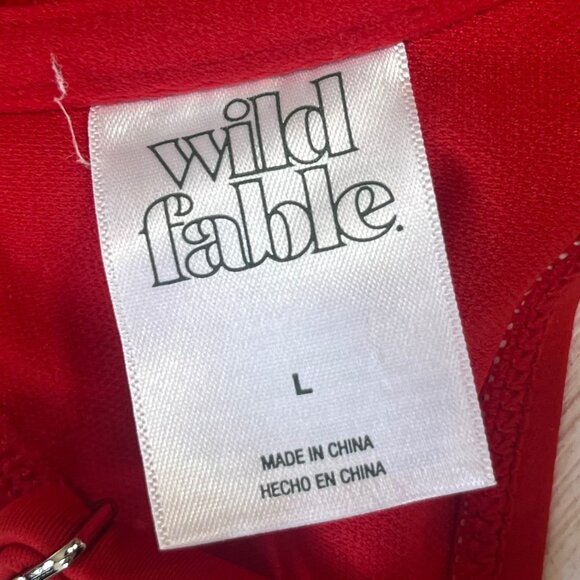 wild
fable.
L
MADE IN CHINA
HECHO EN CHINA